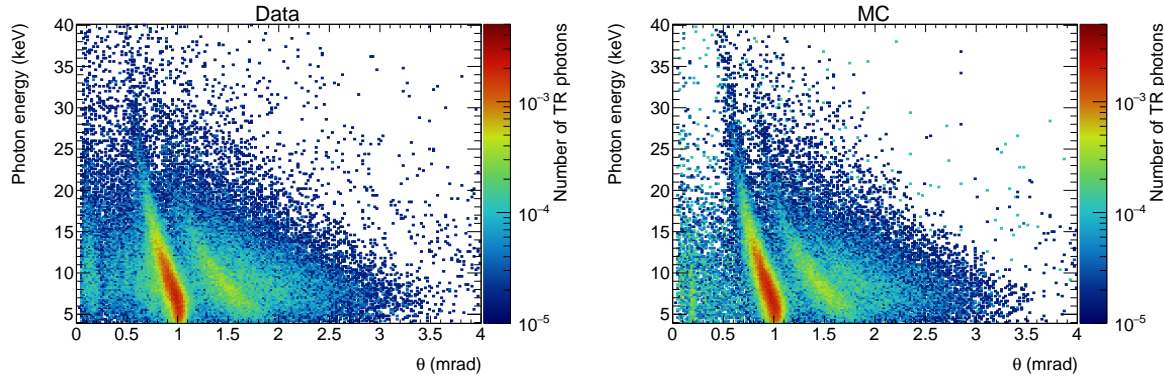 Data
Photon energy (keV)
40
35
30
25
20
15
10
5
0 0.5 1 1.5 2 2.5 3 3.5 4
θ (mrad)
Number of TR photons
10⁻³
10⁻⁴
10⁻⁵
MC
Photon energy (keV)
40
35
30
25
20
15
10
5
0 0.5 1 1.5 2 2.5 3 3.5 4
θ (mrad)
Number of TR photons
10⁻³
10⁻⁴
10⁻⁵